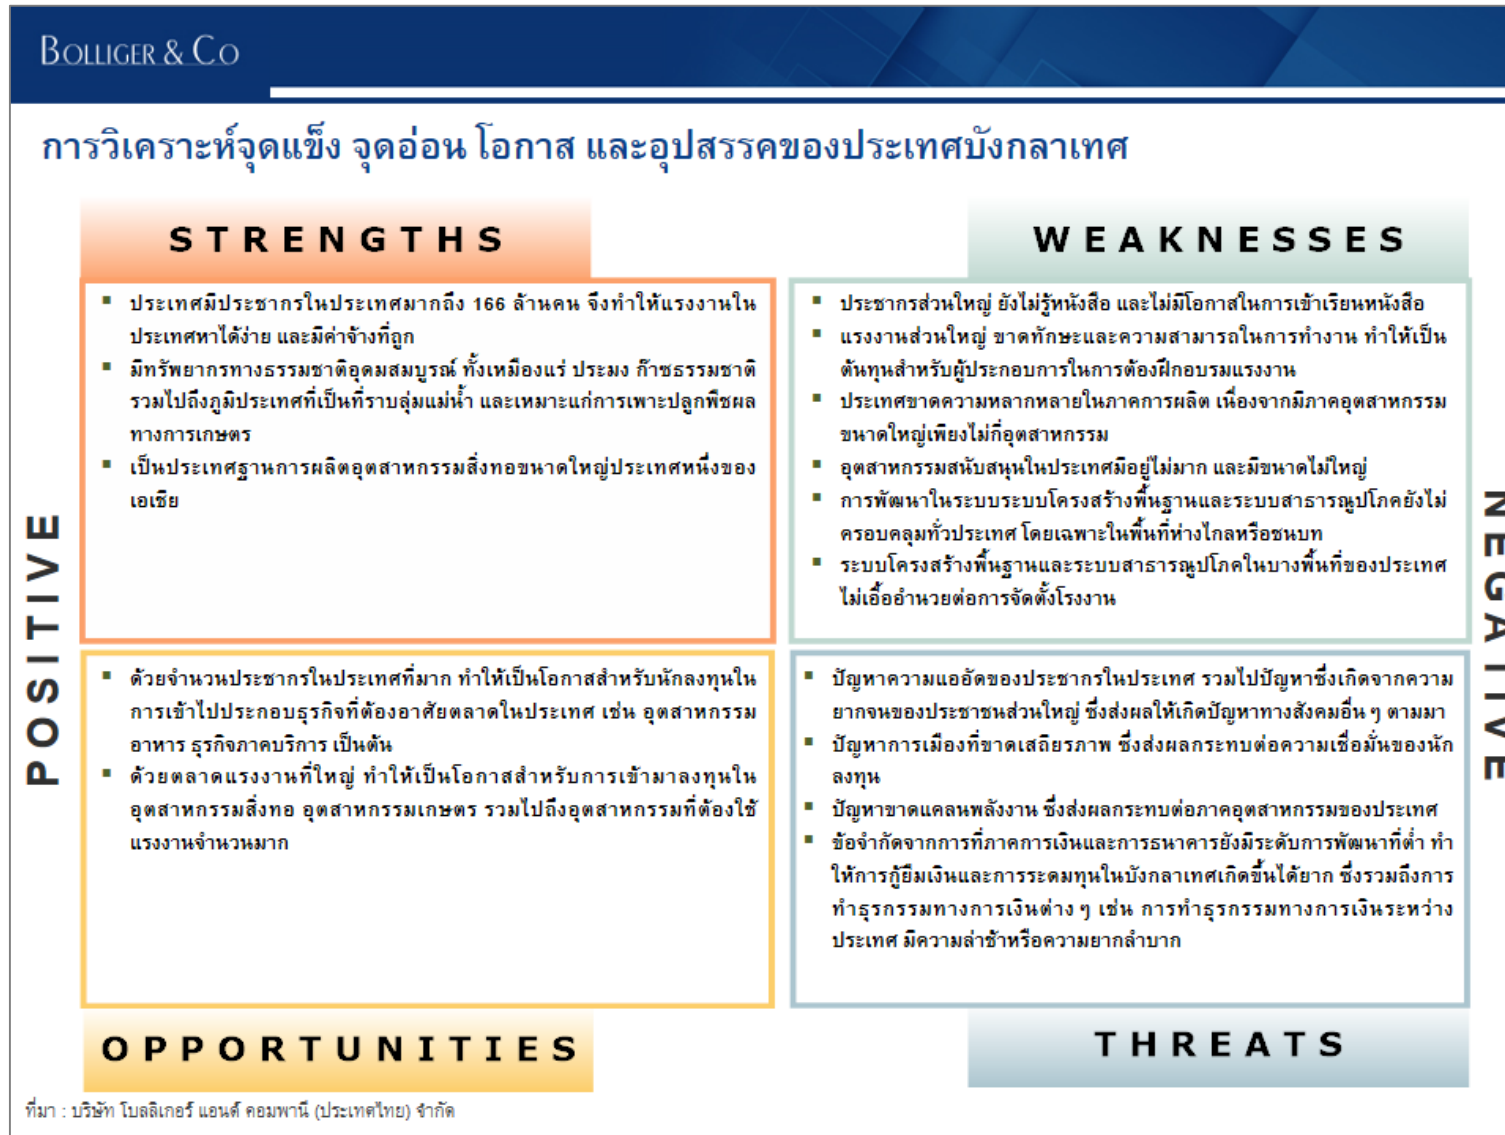 BOLLIGER & CO
การวิเคราะห์จุดแข็ง จุดอ่อน โอกาส และอุปสรรคของประเทศบังกลาเทศ
STRENGTHS
ประเทศมีประชากรในประเทศมากถึง 166 ล้านคน จึงทำให้แรงงานใน
ประเทศหาได้ง่าย และมีค่าจ้างที่ถูก
มีทรัพยากรทางธรรมชาติอุดมสมบูรณ์ ทั้งเหมืองแร่ ประมง ก๊าซธรรมชาติ
รวมไปถึงภูมิประเทศที่เป็นที่ราบลุ่มแม่น้ำ และเหมาะแก่การเพาะปลูกพืชผล
ทางการเกษตร
เป็นประเทศฐานการผลิตอุตสาหกรรมสิ่งทอขนาดใหญ่ประเทศหนึ่งของ
เอเชีย
WEAKNESSES
ประชากรส่วนใหญ่ ยังไม่รู้หนังสือ และไม่มีโอกาสในการเข้าเรียนหนังสือ
แรงงานส่วนใหญ่ ขาดทักษะและความสามารถในการทำงาน ทำให้เป็น
ต้นทุนสำหรับผู้ประกอบการในการต้องฝึกอบรมแรงงาน
ประเทศขาดความหลากหลายในภาคการผลิต เนื่องจากมีภาคอุตสาหกรรม
ขนาดใหญ่เพียงไม่กี่อุตสาหกรรม
อุตสาหกรรมสนับสนุนในประเทศมีอยู่ไม่มาก และมีขนาดไม่ใหญ่
การพัฒนาในระบบระบบโครงสร้างพื้นฐานและระบบสาธารณูปโภคยังไม่
ครอบคลุมทั่วประเทศ โดยเฉพาะในพื้นที่ห่างไกลหรือชนบท
ระบบโครงสร้างพื้นฐานและระบบสาธารณูปโภคในบางพื้นที่ของประเทศ
ไม่เอื้ออำนวยต่อการจัดตั้งโรงงาน
POSITIVE
NEGATIVE
ด้วยจำนวนประชากรในประเทศที่มาก ทำให้เป็นโอกาสสำหรับนักลงทุนใน
การเข้าไปประกอบธุรกิจที่ต้องอาศัยตลาดในประเทศ เช่น อุตสาหกรรม
อาหาร ธุรกิจภาคบริการ เป็นต้น
ด้วยตลาดแรงงานที่ใหญ่ ทำให้เป็นโอกาสสำหรับการเข้ามาลงทุนใน
อุตสาหกรรมสิ่งทอ อุตสาหกรรมเกษตร รวมไปถึงอุตสาหกรรมที่ต้องใช้
แรงงานจำนวนมาก
OPPORTUNITIES
ปัญหาความแออัดของประชากรในประเทศ รวมไปปัญหาซึ่งเกิดจากความ
ยากจนของประชาชนส่วนใหญ่ ซึ่งส่งผลให้เกิดปัญหาทางสังคมอื่น ๆ ตามมา
ปัญหาการเมืองที่ขาดเสถียรภาพ ซึ่งส่งผลกระทบต่อความเชื่อมั่นของนัก
ลงทุน
ปัญหาขาดแคลนพลังงาน ซึ่งส่งผลกระทบต่อภาคอุตสาหกรรมของประเทศ
ข้อจำกัดจากการที่ภาคการเงินและการธนาคารยังมีระดับการพัฒนาที่ต่ำ ทำ
ให้การกู้ยืมเงินและการระดมทุนในบังกลาเทศเกิดขึ้นได้ยาก ซึ่งรวมถึงการ
ทำธุรกรรมทางการเงินต่าง ๆ เช่น การทำธุรกรรมทางการเงินระหว่าง
ประเทศ มีความล่าช้าหรือความยากลำบาก
THREATS
ที่มา : บริษัท โบลลิเกอร์ แอนด์ คอมพานี (ประเทศไทย) จำกัด